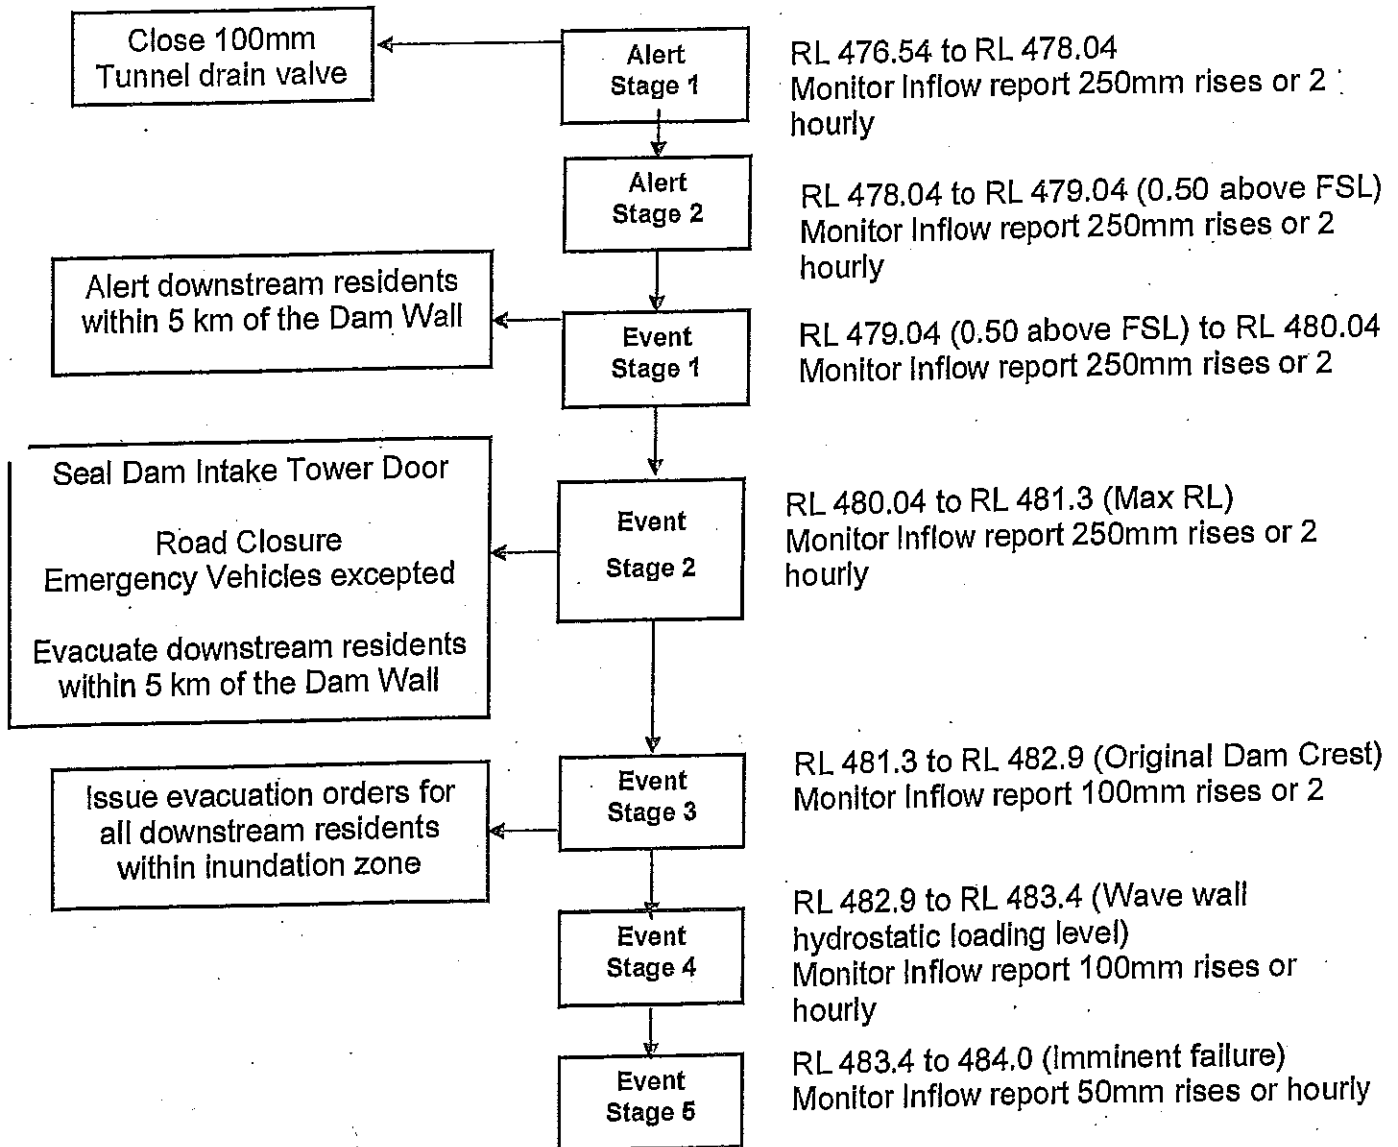 Close 100mm
Tunnel drain valve
Alert
Stage 1
RL 476.54 to RL 478.04
Monitor Inflow report 250mm rises or 2
hourly
Alert
Stage 2
RL 478.04 to RL 479.04 (0.50 above FSL)
Monitor Inflow report 250mm rises or 2
hourly
Alert downstream residents
within 5 km of the Dam Wall
Event
Stage 1
RL 479.04 (0.50 above FSL) to RL 480.04
Monitor Inflow report 250mm rises or 2
Seal Dam Intake Tower Door
Road Closure
Emergency Vehicles excepted
Evacuate downstream residents
within 5 km of the Dam Wall
Event
Stage 2
RL 480.04 to RL 481.3 (Max RL)
Monitor Inflow report 250mm rises or 2
hourly
Issue evacuation orders for
all downstream residents
within inundation zone
Event
Stage 3
RL 481.3 to RL 482.9 (Original Dam Crest)
Monitor Inflow report 100mm rises or 2
Event
Stage 4
RL 482.9 to RL 483.4 (Wave wall
hydrostatic loading level)
Monitor Inflow report 100mm rises or
hourly
Event
Stage 5
RL 483.4 to 484.0 (Imminent failure)
Monitor Inflow report 50mm rises or hourly